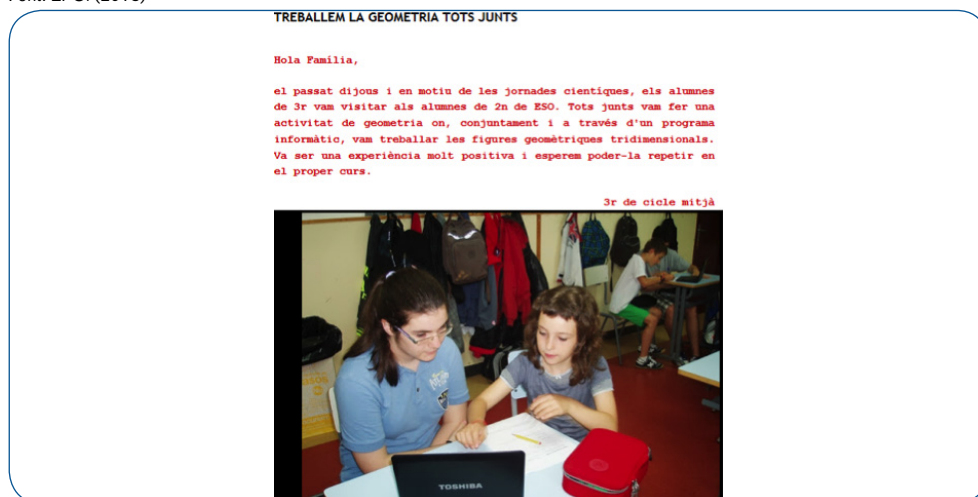 TREBALLEM LA GEOMETRIA TOTS JUNTS
Hola Família,
el passat dijous i en motiu de les jornades científiques, els alumnes
de 3r vam visitar als alumnes de 2n de ESO. Tots junts vam fer una
activitat de geometria on, conjuntament i a través d'un programa
informàtic, vam treballar les figures geomètriques tridimensionals.
Va ser una experiència molt positiva i esperem poder-la repetir en
el proper curs.
3r de cicle mitjà
TOSHIBA